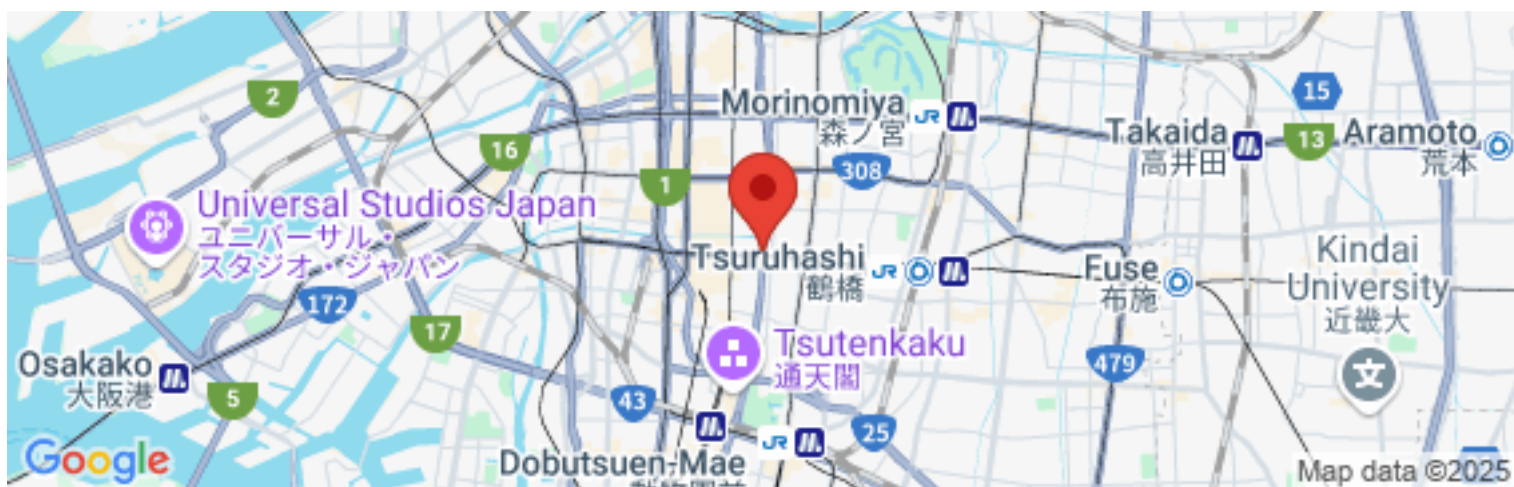 2
15
Morinomiya
森ノ宮
Takaida
高井田
13
Aramoto
荒本
16
308
1
Universal Studios Japan
ユニバーサル・
スタジオ・ジャパン
Tsuruhashi
鶴橋
Fuse
布施
Kindai
University
近畿大
172
17
Tsutenkaku
通天閣
479
Osakako
大阪港
5
43
25
JR
JR
JR
Dobutsuen-Mae
Google
Map data ©2025